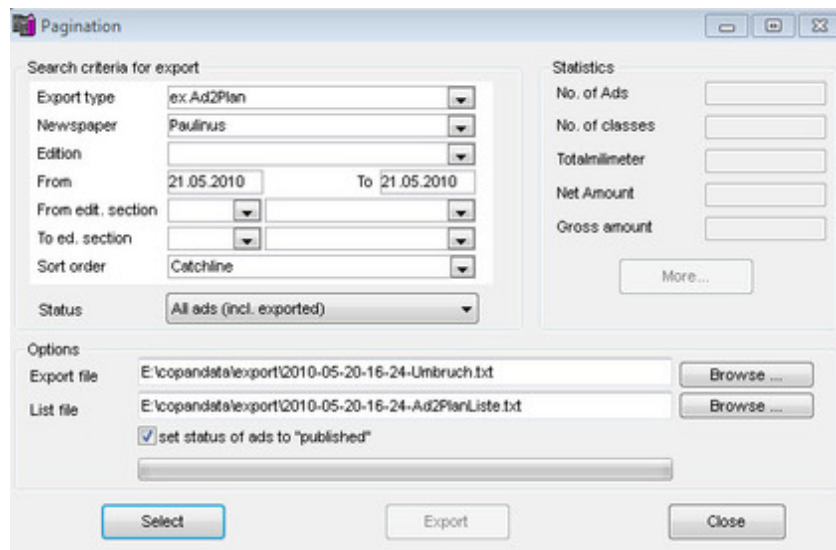 Pagination
Search criteria for export
Export type ex Ad2Plan
Newspaper Paulinus
Edition
From 21.05.2010 To 21.05.2010
From edit. section
To ed. section
Sort order Catchline
Status All ads (incl. exported)
Statistics
No. of Ads
No. of classes
Totalmilimeter
Net Amount
Gross amount
More...
Options
Export file E:\copandata\export\2010-05-20-16-24-Umbruch.txt Browse ...
List file E:\copandata\export\2010-05-20-16-24-Ad2PlanListe.txt Browse ...
set status of ads to "published"
Select Export Close